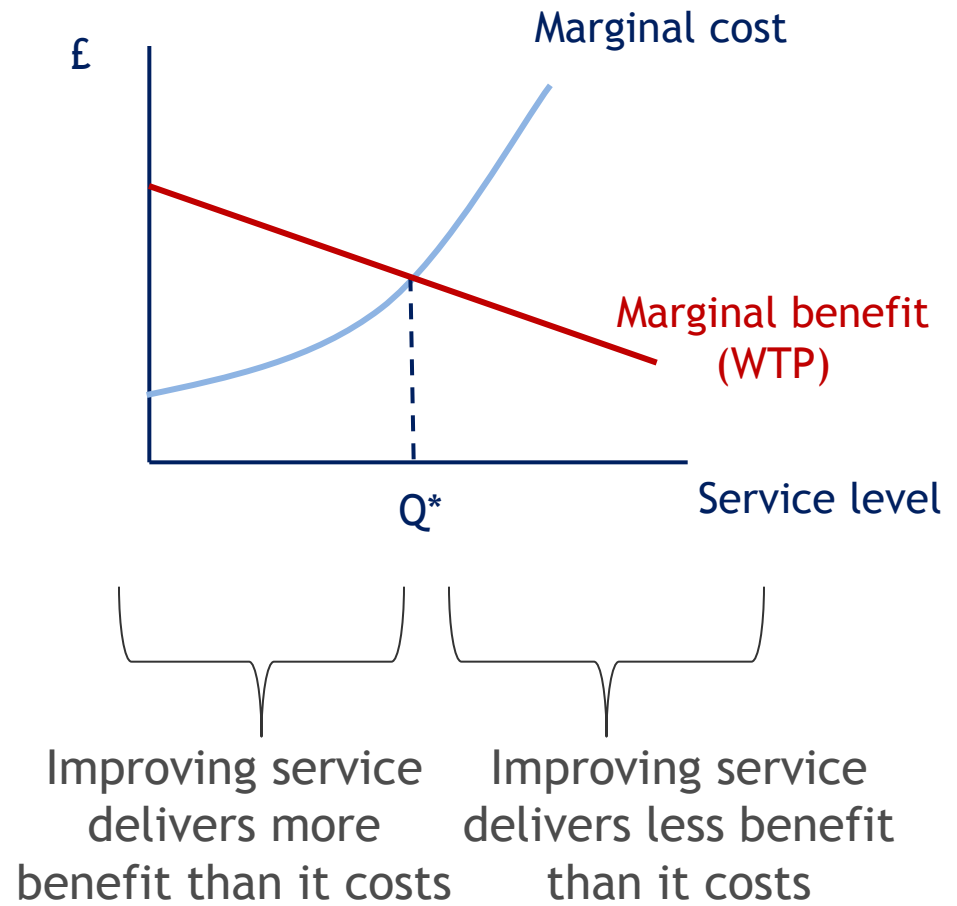 £
Marginal cost
Marginal benefit
(WTP)
Q*
Service level
Improving service
delivers more
benefit than it costs
Improving service
delivers less benefit
than it costs